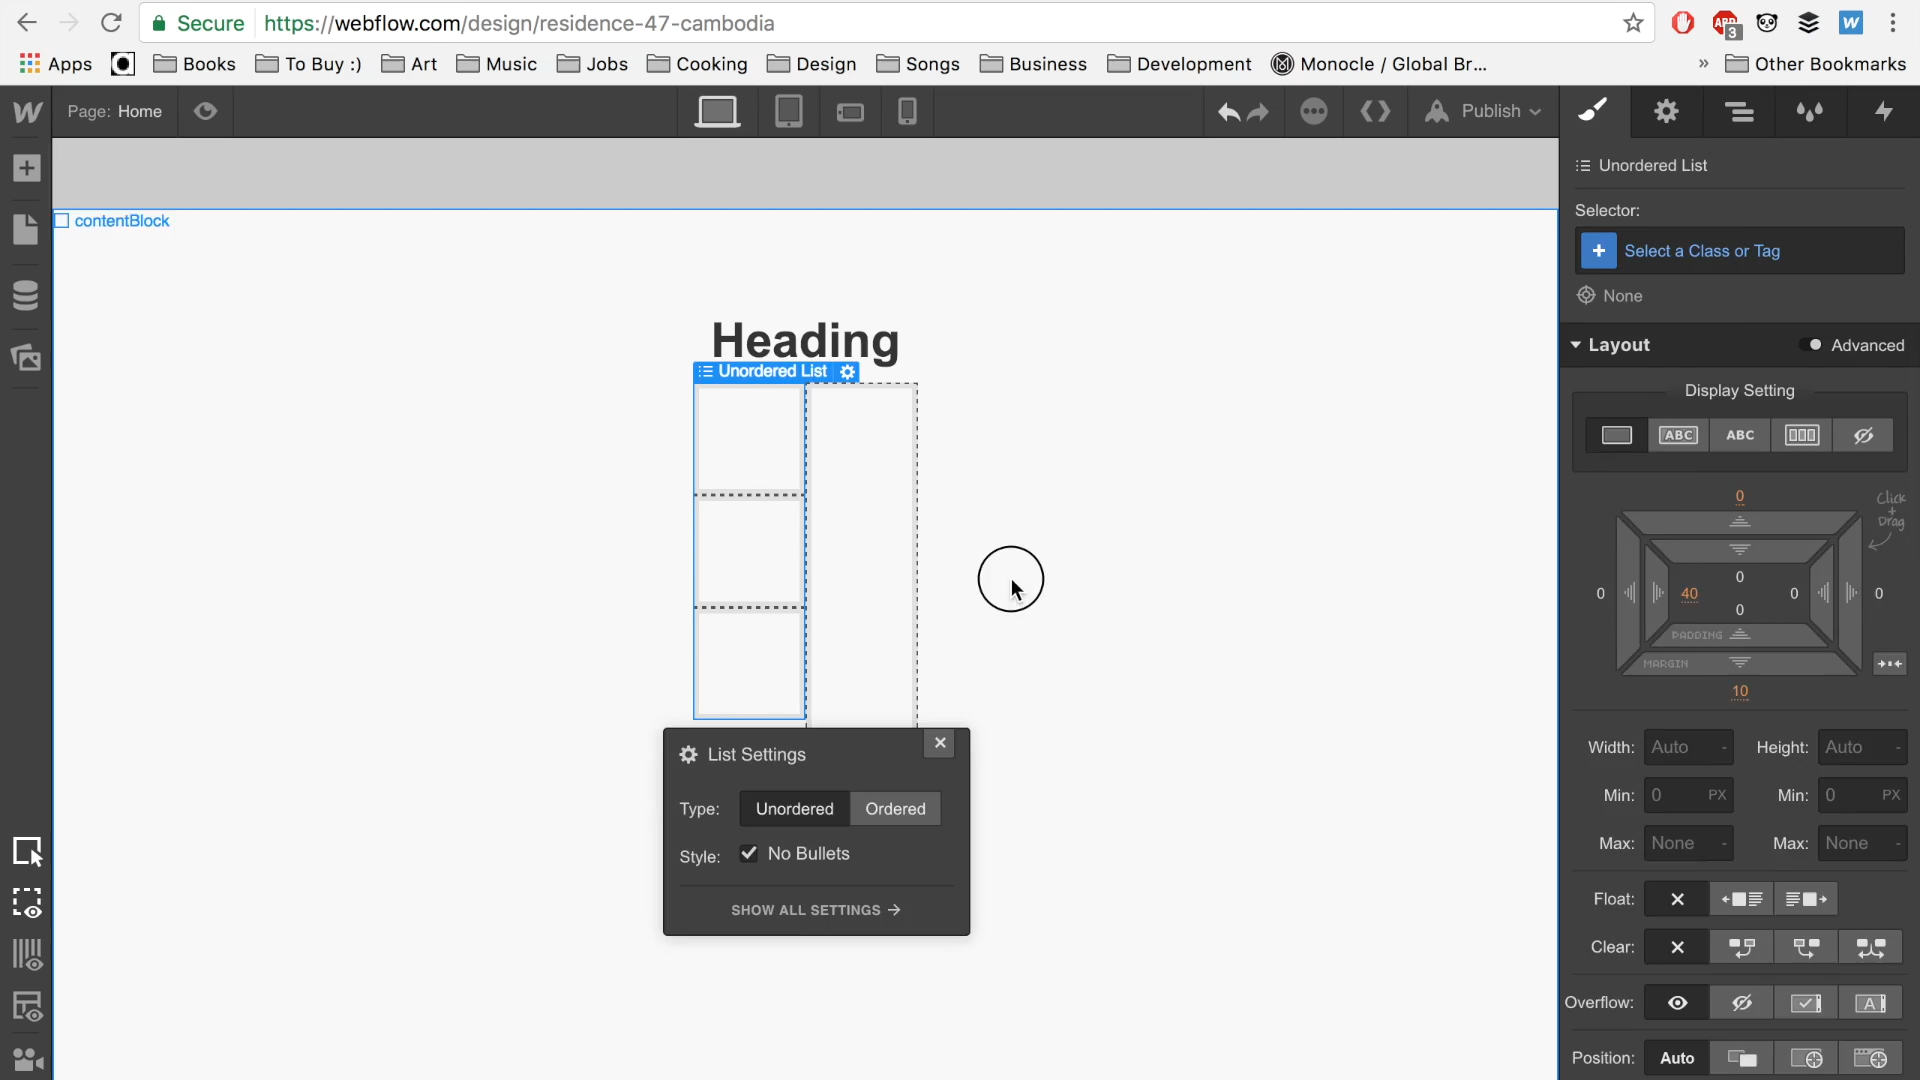 Secure https://webflow.com/design/residence-47-cambodia
ABP 3
W
Apps Books To Buy :) Art Music Jobs Cooking Design Songs Business Development Monocle / Global Br... » Other Bookmarks
W Page: Home Publish
Unordered List
contentBlock
Selector:
+ Select a Class or Tag
None
Heading
Unordered List
Layout Advanced
Display Setting
ABC ABC
0
Click
+
Drag
0
0 40 0 0
0
PADDING
MARGIN
10
List Settings
Type: Unordered Ordered
Style: No Bullets
SHOW ALL SETTINGS
Width: Auto - Height: Auto -
Min: 0 PX Min: 0 PX
Max: None - Max: None -
Float:
Clear:
Overflow: A
Position: Auto